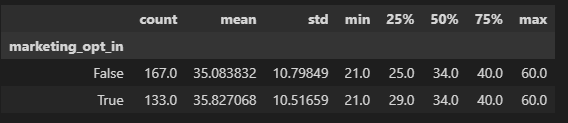 count mean std min 25% 50% 75% max
marketing_opt_in
False 167.0 35.083832 10.79849 21.0 25.0 34.0 40.0 60.0
True 133.0 35.827068 10.51659 21.0 29.0 34.0 40.0 60.0